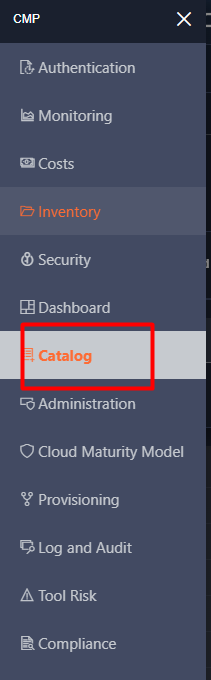 CMP
Authentication
Monitoring
Costs
Inventory
Security
Dashboard
Catalog
Administration
Cloud Maturity Model
Provisioning
Log and Audit
Tool Risk
Compliance